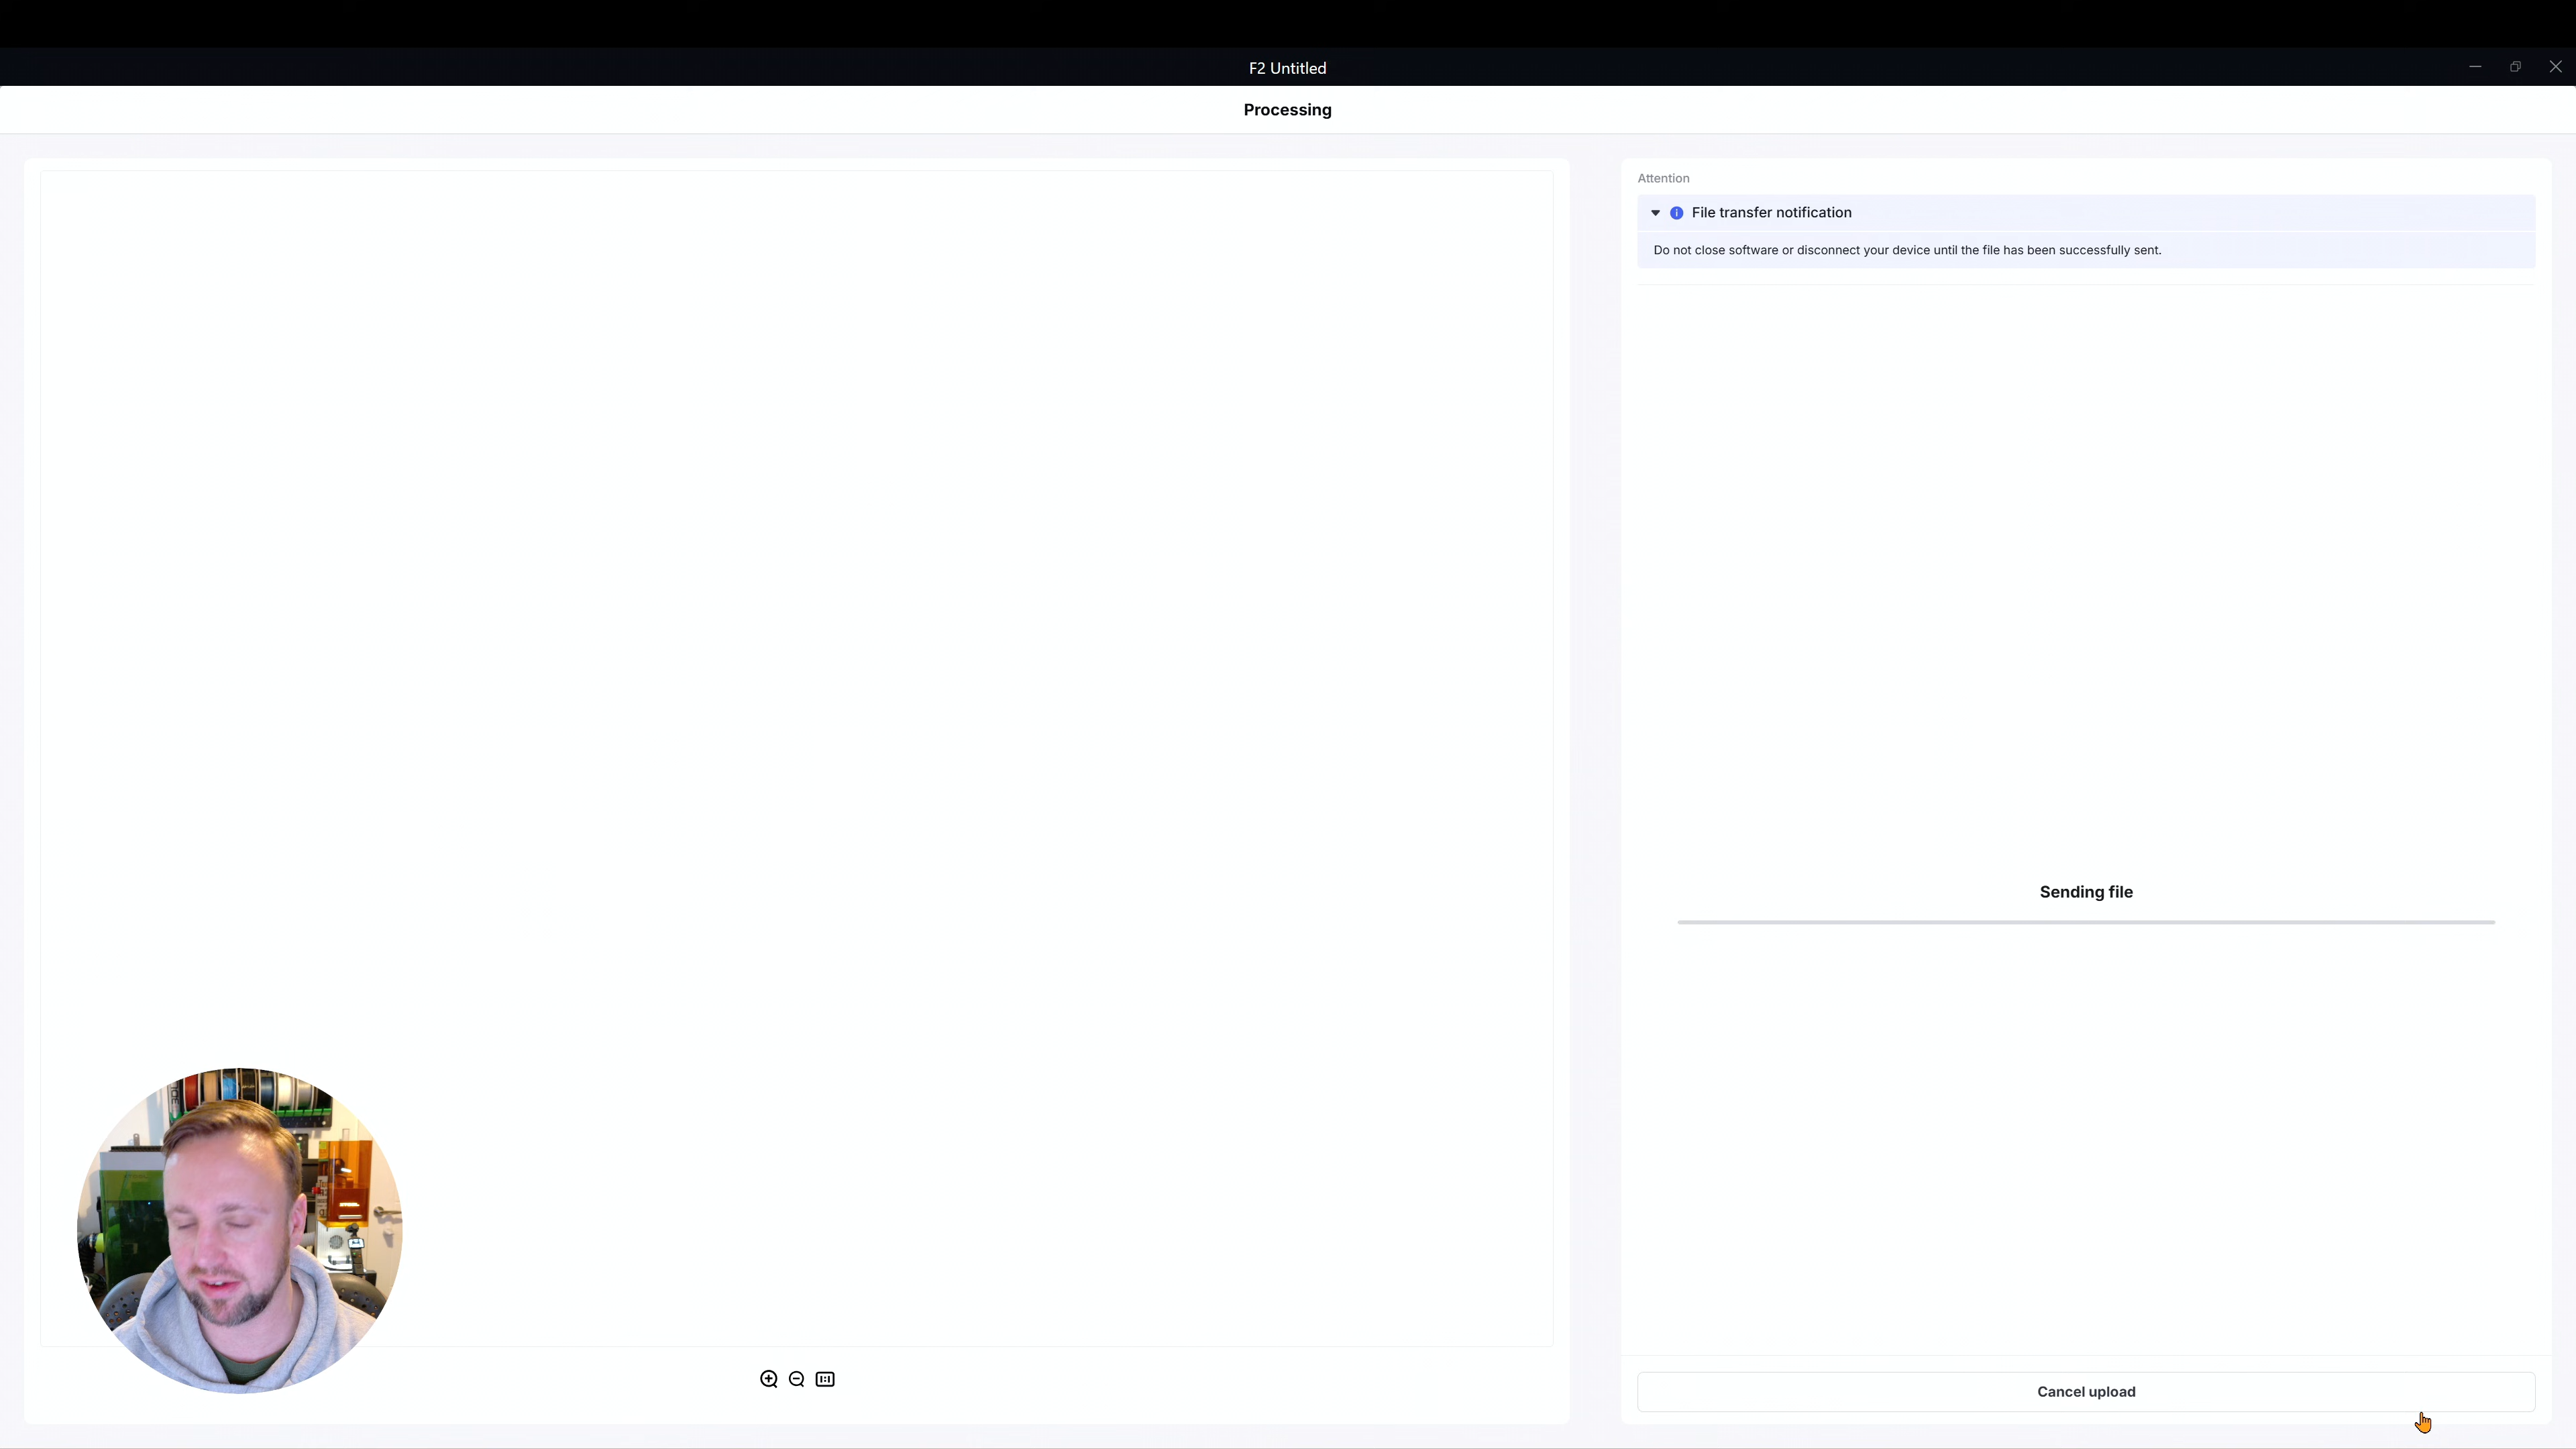 F2 Untitled
Processing
Attention
File transfer notification
Do not close software or disconnect your device until the file has been successfully sent.
Sending file
Cancel upload